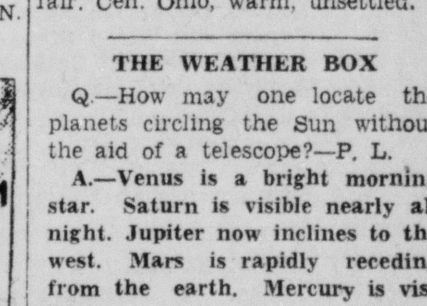 N.
fair. Cen. Ohio, warm, unsettled.
THE WEATHER BOX
Q.—How may one locate th
planets circling the Sun withou
the aid of a telescope?—P. L.
A.—Venus is a bright mornin
star. Saturn is visible nearly al
night. Jupiter now inclines to th
west. Mars is rapidly recedin
from the earth. Mercury is vis